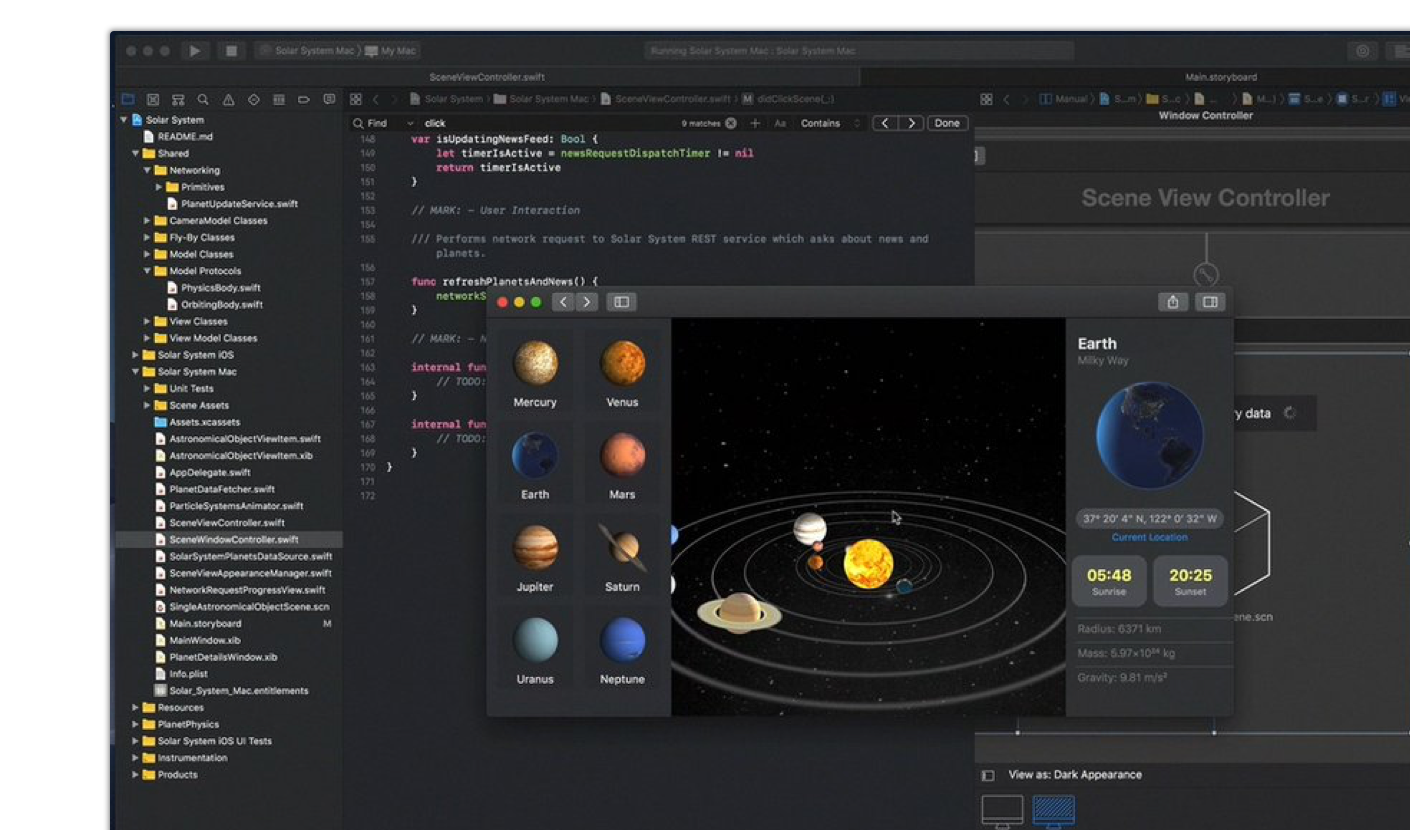 Solar System Mac
My Mac
Running Solar System Mac : Solar System Mac
SceneViewController.swift
Main.storyboard
Solar System
Solar System Mac
SceneViewController.swift
M didClickScene(_:)
Manual
S...m
S...c
...
M...)
S...e
S...r
Vi
Find
click
9 matches
Aa
Contains
Done
Solar System
README.md
Shared
Networking
Primitives
PlanetUpdateService.swift
CameraModel Classes
Fly-By Classes
Model Classes
Model Protocols
PhysicsBody.swift
OrbitingBody.swift
View Classes
View Model Classes
Solar System iOS
Solar System Mac
Unit Tests
Scene Assets
Assets.xcassets
AstronomicalObjectViewItem.swift
AstronomicalObjectViewItem.xib
AppDelegate.swift
PlanetDataFetcher.swift
ParticleSystemsAnimator.swift
SceneViewController.swift
SceneWindowController.swift
SolarSystemPlanetsDataSource.swift
SceneViewAppearanceManager.swift
NetworkRequestProgressView.swift
SingleAstronomicalObjectScene.scn
Main.storyboard M
MainWindow.xib
PlanetDetailsWindow.xib
Info.plist
Solar_System_Mac.entitlements
Resources
PlanetPhysics
Solar System iOS UI Tests
Instrumentation
Products
148 var isUpdatingNewsFeed: Bool {
149 let timerIsActive = newsRequestDispatchTimer != nil
150 return timerIsActive
151 }
152
153 // MARK: - User Interaction
154
155 /// Performs network request to Solar System REST service which asks about news and
planets.
156
157 func refreshPlanetsAndNews() {
158 networkS
159 }
160
161 // MARK: - N
162
163 internal fun
164 // TODO:
165 }
166
167 internal fun
168 // TODO:
169 }
170 }
171
172
Window Controller
Scene View Controller
y data
ene.scn
View as: Dark Appearance
Mercury
Venus
Earth
Mars
Jupiter
Saturn
Uranus
Neptune
Earth
Milky Way
37° 20' 4" N, 122° 0' 32" W
Current Location
05:48
Sunrise
20:25
Sunset
Radius: 6371 km
Mass: 5.97×10²⁴ kg
Gravity: 9.81 m/s²